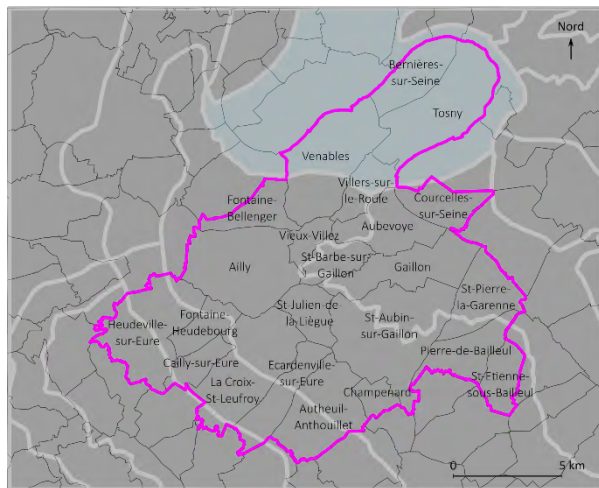 Nord
Bernières-
sur-Seine
Tosny
Venables
Villers-sur
le Roule
Fontaine-
Bellenger
Courcelles
-sur-Seine
Aubevoye
Vieux-Villez
St-Barbe-sur-
Gaillon
Ailly
Gaillon
St-Pierre-
la-Garenne
St Julien de
la Liègue
Fontaine-
Heudebourg
St-Aubin
-sur-Gaillon
Heudeville-
sur-Eure
Pierre-de-Bailleul
Cailly-sur-Eure
Ecardenville-
sur-Eure
La Croix-
St-Leufroy
St-Etienne-
sous-Bailleul
Champenard
Autheuil-
Anthouillet
0 5 km